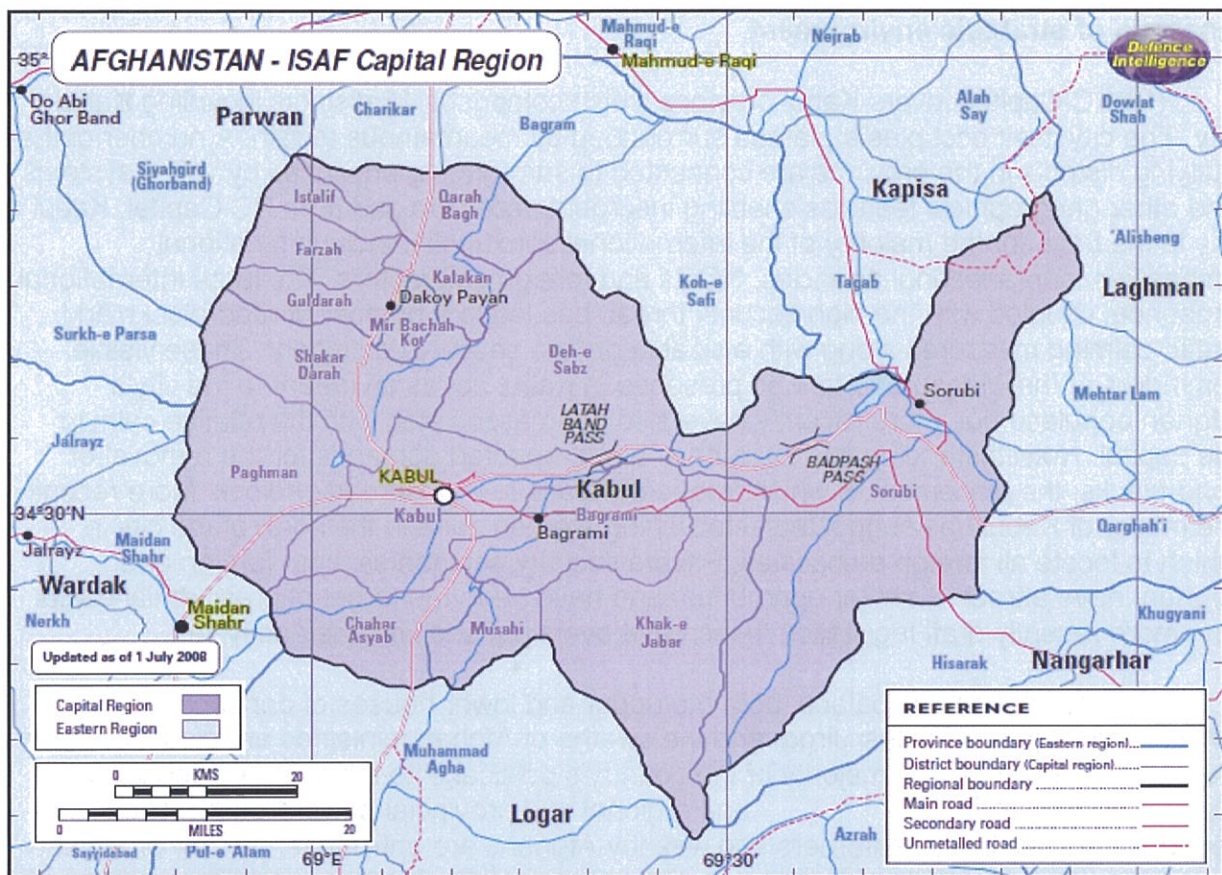 AFGHANISTAN - ISAF Capital Region
Defence
Intelligence
35°
Mahmud-e
Raqi
Mahmud-e Raqi
Nejrab
Do Abi
Ghor Band
Parwan
Charikar
Bagram
Alah
Say
Dowlat
Shah
Siyahgird
(Ghorband)
Istalif
Qarah
Bagh
Kapisa
'Alisheng
Farzah
Kalakan
Koh-e
Safi
Tagab
Laghman
Guldarah
Dakoy Payan
Surkh-e Parsa
Mir Bachah
Kot
Shakar
Darah
Deh-e
Sabz
Sorubi
Mehtar Lam
LATAH
BAND
PASS
Jalrayz
Paghman
KABUL
BADPASH
PASS
Kabul
Kabul
Sorubi
34°30'N
Bagrami
Bagrami
Qarghah'i
Jalrayz
Maidan
Shahr
Wardak
Maidan
Shahr
Nerkh
Chahar
Asyab
Musahi
Khak-e
Jabar
Khugyani
Hisarak
Nangarhar
Updated as of 1 July 2008
Capital Region
Eastern Region
0 KMS 20
0 MILES 20
Muhammad
Agha
Logar
Azrah
Sayyidabad
Pul-e 'Alam
69°E
69°30'
REFERENCE
Province boundary (Eastern region)
District boundary (Capital region)
Regional boundary
Main road
Secondary road
Unmetalled road